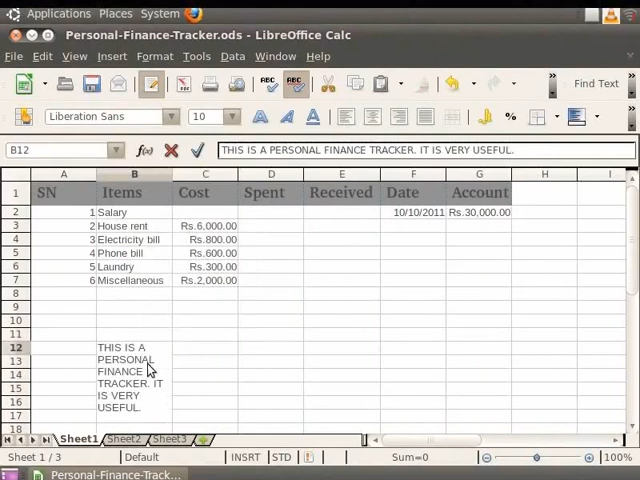 Applications Places System
Personal-Finance-Tracker.ods - LibreOffice Calc
File Edit View Insert Format Tools Data Window Help
ABC ABC Find Text
Liberation Sans 10 A A A %
B12 f(x) THIS IS A PERSONAL FINANCE TRACKER. IT IS VERY USEFUL.
A B C D E F G H I
1 SN Items Cost Spent Received Date Account
2 1 Salary 10/10/2011 Rs.30,000.00
3 2 House rent Rs.6,000.00
4 3 Electricity bill Rs.800.00
5 4 Phone bill Rs.600.00
6 5 Laundry Rs.300.00
7 6 Miscellaneous Rs.2,000.00
8
9
10
11
12 THIS IS A
13 PERSONAL
14 FINANCE
15 TRACKER. IT
16 IS VERY
17 USEFUL.
18
Sheet1 Sheet2 Sheet3
Sheet 1 / 3 Default INSRT STD Sum=0 100%
Personal-Finance-Track...